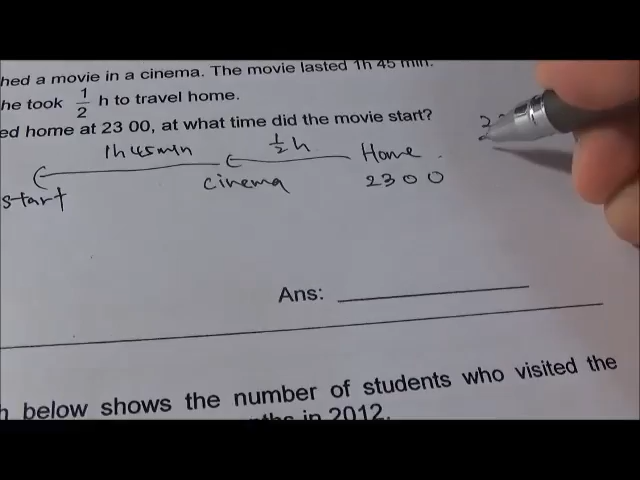 hed a movie in a cinema. The movie lasted 1h 45 min.
he took 1/2 h to travel home.
ed home at 23 00, at what time did the movie start?
1h 45min 1/2 h Home
start cinema 2300
Ans:
h below shows the number of students who visited the
in 2012.